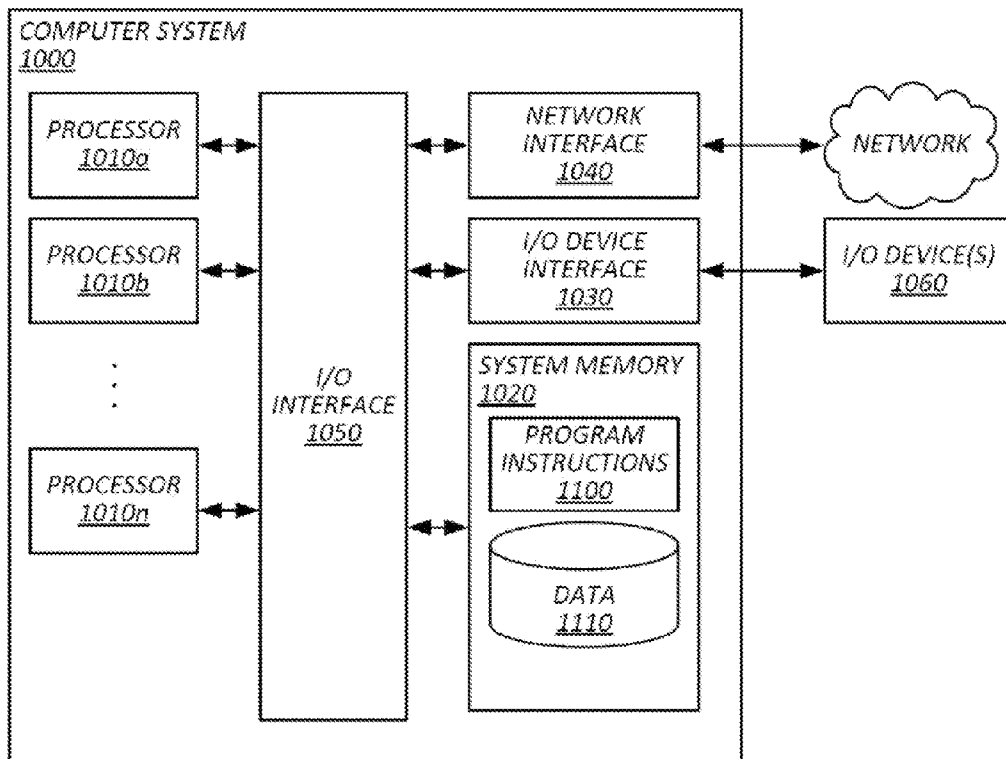 COMPUTER SYSTEM
1000
PROCESSOR
1010a
PROCESSOR
1010b
PROCESSOR
1010n
I/O
INTERFACE
1050
NETWORK
INTERFACE
1040
I/O DEVICE
INTERFACE
1030
SYSTEM MEMORY
1020
PROGRAM
INSTRUCTIONS
1100
DATA
1110
NETWORK
I/O DEVICE(S)
1060